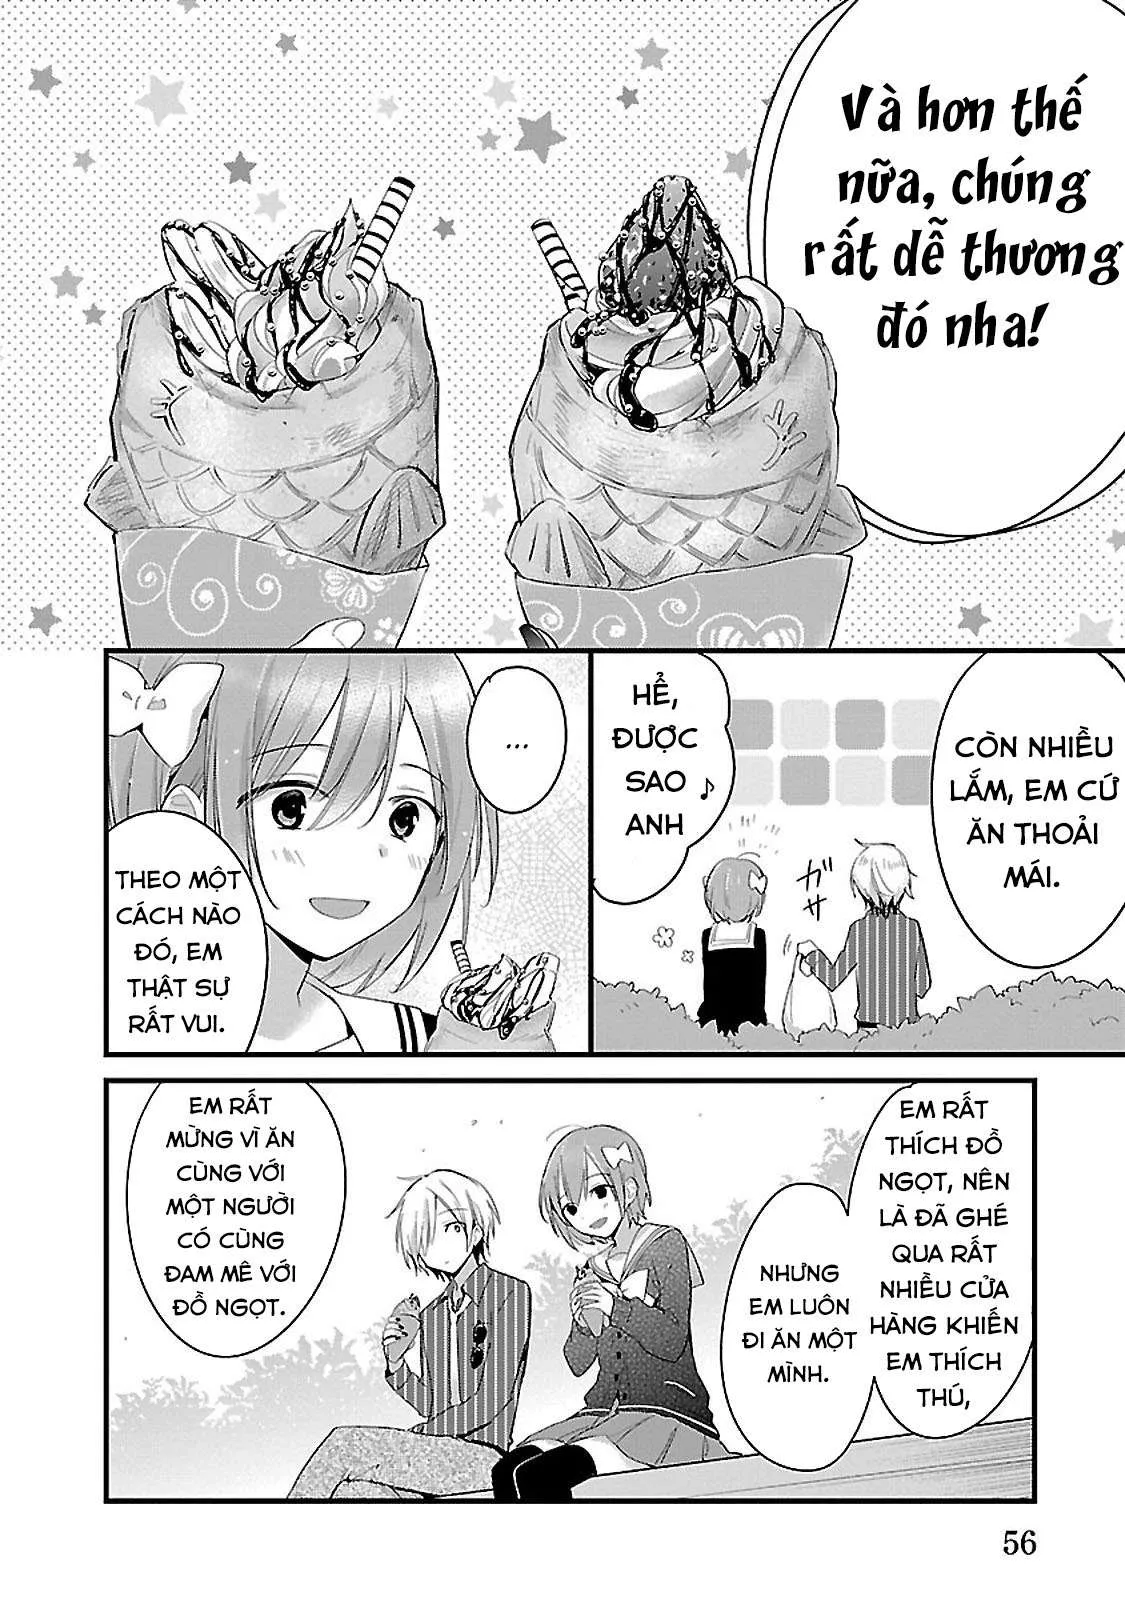 Và hơn thế
nữa, chúng
rất dễ thương
đó nha!
CÒN NHIỀU
LẮM, EM CỨ
ĂN THOẢI
MÁI.
HỂ,
ĐƯỢC
SAO
ANH
♪
ガサ
...
THEO MỘT
CÁCH NÀO
ĐÓ, EM
THẬT SỰ
RẤT VUI.
EM RẤT
THÍCH ĐỒ
NGỌT, NÊN
LÀ ĐÃ GHÉ
QUA RẤT
NHIỀU CỬA
HÀNG KHIẾN
EM THÍCH
THÚ,
NHƯNG
EM LUÔN
ĐI ĂN MỘT
MÌNH.
EM RẤT
MỪNG VÌ ĂN
CÙNG VỚI
MỘT NGƯỜI
CÓ CÙNG
ĐAM MÊ VỚI
ĐỒ NGỌT.
56